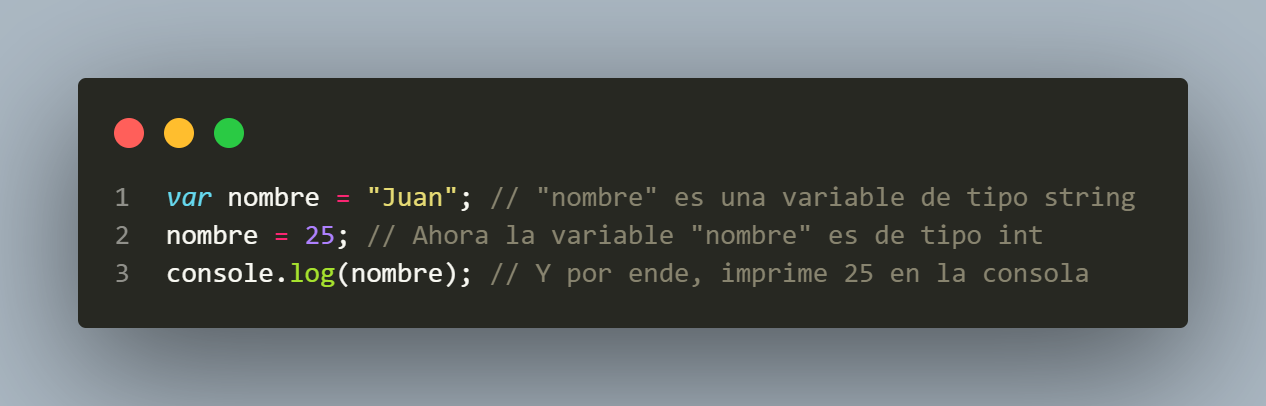 1 var nombre = "Juan"; // "nombre" es una variable de tipo string
2 nombre = 25; // Ahora la variable "nombre" es de tipo int
3 console.log(nombre); // Y por ende, imprime 25 en la consola